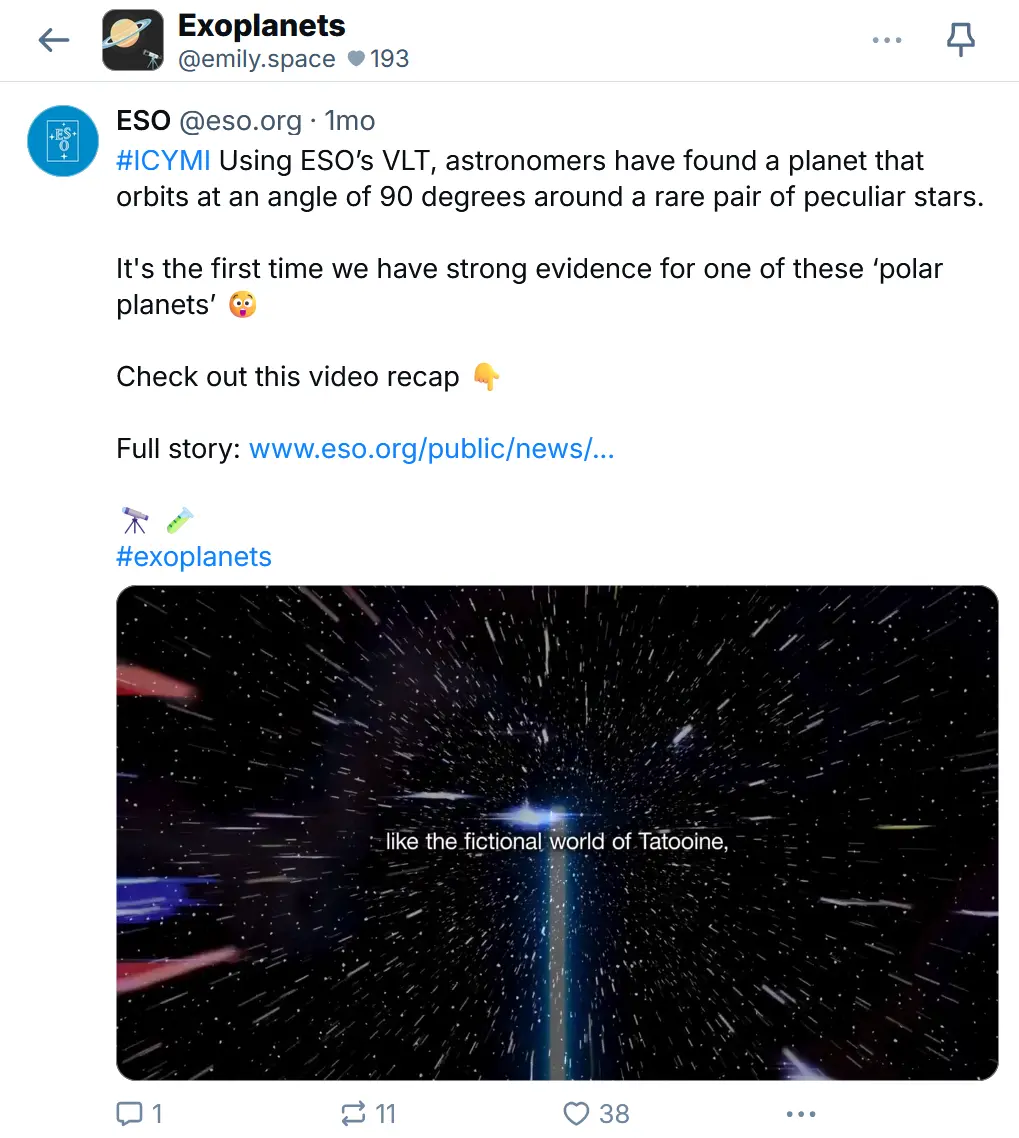 Exoplanets
@emily.space 193
ESO @eso.org · 1mo
#ICYMI Using ESO’s VLT, astronomers have found a planet that
orbits at an angle of 90 degrees around a rare pair of peculiar stars.
It's the first time we have strong evidence for one of these ‘polar
planets’ 😲
Check out this video recap 👇
Full story: www.eso.org/public/news/...
🔭 🧪
#exoplanets
like the fictional world of Tatooine,
1 11 38
ES
O